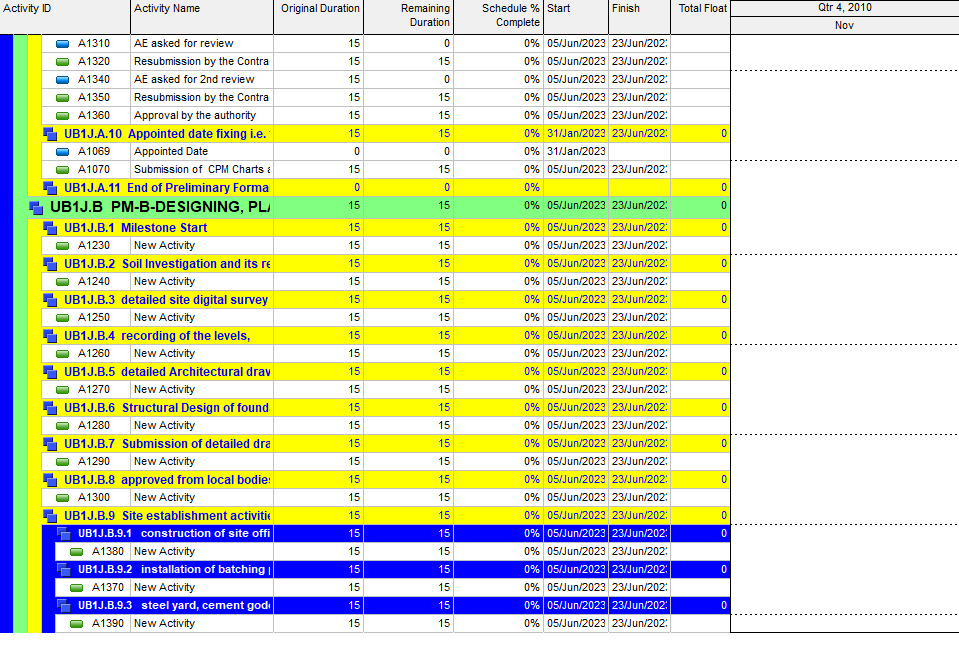 Activity ID Activity Name Original Duration Remaining Duration Schedule % Complete Start Finish Total Float Qtr 4, 2010
Nov
A1310 AE asked for review 15 0 0% 05/Jun/2023 23/Jun/202
A1320 Resubmission by the Contra 15 15 0% 05/Jun/2023 23/Jun/202
A1340 AE asked for 2nd review 15 0 0% 05/Jun/2023 23/Jun/202
A1350 Resubmission by the Contra 15 15 0% 05/Jun/2023 23/Jun/202
A1360 Approval by the authority 15 15 0% 05/Jun/2023 23/Jun/202
UB1J.A.10 Appointed date fixing i.e. 15 15 0% 31/Jan/2023 23/Jun/202 0
A1069 Appointed Date 0 0 0% 31/Jan/2023
A1070 Submission of CPM Charts a 15 15 0% 05/Jun/2023 23/Jun/202
UB1J.A.11 End of Preliminary Forma 0 0 0% 0
UB1J.B PM-B-DESIGNING, PLA 15 15 0% 05/Jun/2023 23/Jun/202 0
UB1J.B.1 Milestone Start 15 15 0% 05/Jun/2023 23/Jun/202 0
A1230 New Activity 15 15 0% 05/Jun/2023 23/Jun/202
UB1J.B.2 Soil Investigation and its re 15 15 0% 05/Jun/2023 23/Jun/202 0
A1240 New Activity 15 15 0% 05/Jun/2023 23/Jun/202
UB1J.B.3 detailed site digital survey 15 15 0% 05/Jun/2023 23/Jun/202 0
A1250 New Activity 15 15 0% 05/Jun/2023 23/Jun/202
UB1J.B.4 recording of the levels, 15 15 0% 05/Jun/2023 23/Jun/202 0
A1260 New Activity 15 15 0% 05/Jun/2023 23/Jun/202
UB1J.B.5 detailed Architectural draw 15 15 0% 05/Jun/2023 23/Jun/202 0
A1270 New Activity 15 15 0% 05/Jun/2023 23/Jun/202
UB1J.B.6 Structural Design of found 15 15 0% 05/Jun/2023 23/Jun/202 0
A1280 New Activity 15 15 0% 05/Jun/2023 23/Jun/202
UB1J.B.7 Submission of detailed dra 15 15 0% 05/Jun/2023 23/Jun/202 0
A1290 New Activity 15 15 0% 05/Jun/2023 23/Jun/202
UB1J.B.8 approved from local bodies 15 15 0% 05/Jun/2023 23/Jun/202 0
A1300 New Activity 15 15 0% 05/Jun/2023 23/Jun/202
UB1J.B.9 Site establishment activitie 15 15 0% 05/Jun/2023 23/Jun/202 0
UB1J.B.9.1 construction of site offi 15 15 0% 05/Jun/2023 23/Jun/202 0
A1380 New Activity 15 15 0% 05/Jun/2023 23/Jun/202
UB1J.B.9.2 installation of batching 15 15 0% 05/Jun/2023 23/Jun/202 0
A1370 New Activity 15 15 0% 05/Jun/2023 23/Jun/202
UB1J.B.9.3 steel yard, cement gode 15 15 0% 05/Jun/2023 23/Jun/202 0
A1390 New Activity 15 15 0% 05/Jun/2023 23/Jun/202